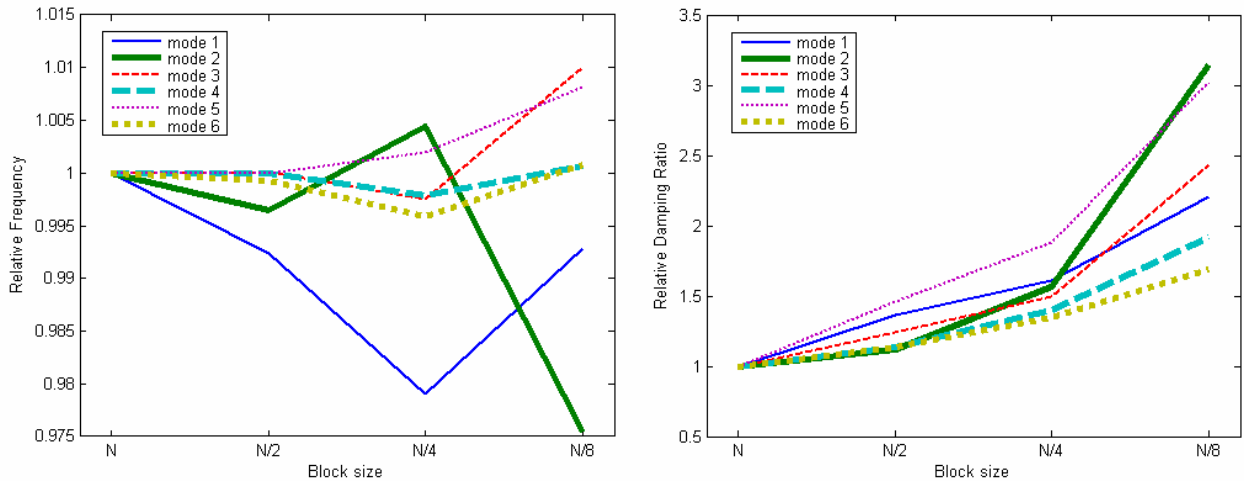 1.015
1.01
1.005
1
0.995
0.99
0.985
0.98
0.975
Relative Frequency
mode 1
mode 2
mode 3
mode 4
mode 5
mode 6
N N/2 N/4 N/8
Block size
3.5
3
2.5
2
1.5
1
0.5
Relative Damping Ratio
mode 1
mode 2
mode 3
mode 4
mode 5
mode 6
N N/2 N/4 N/8
Block size